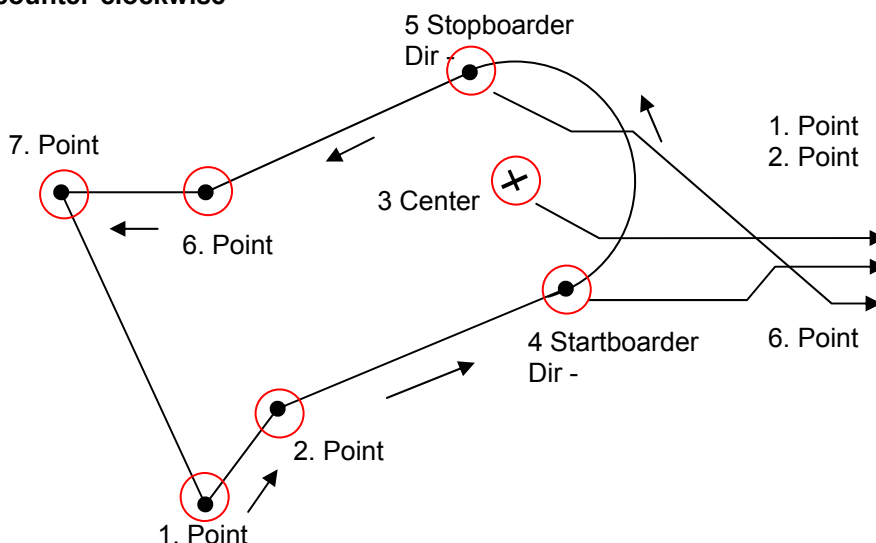 counter clockwise
5 Stopboarder
Dir -
1. Point
2. Point
7. Point
3 Center
6. Point
4 Startboarder
Dir -
6. Point
2. Point
1. Point